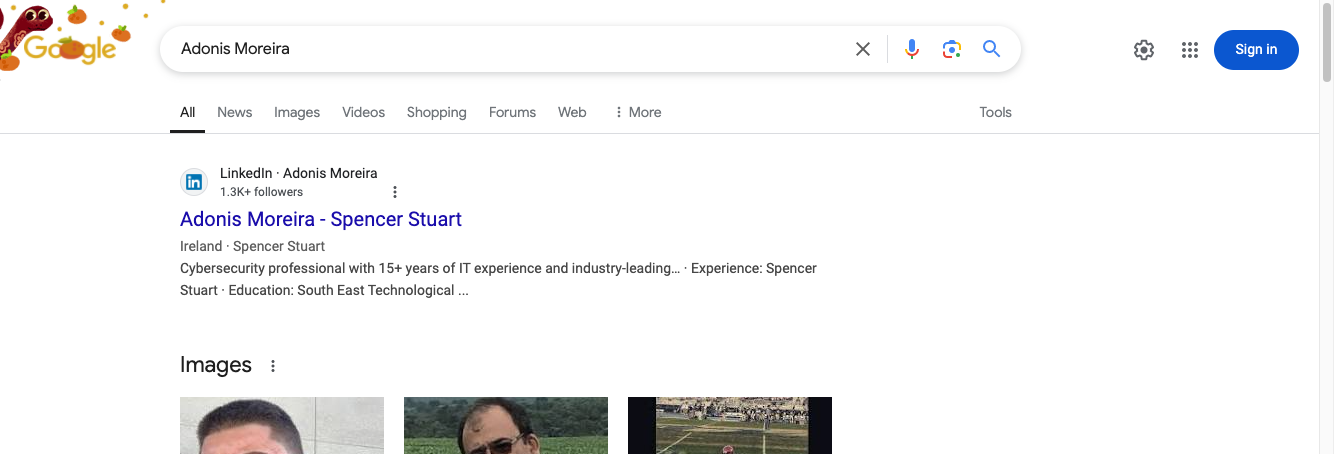 Google
Adonis Moreira
Sign in
All News Images Videos Shopping Forums Web More Tools
LinkedIn · Adonis Moreira
1.3K+ followers
Adonis Moreira - Spencer Stuart
Ireland · Spencer Stuart
Cybersecurity professional with 15+ years of IT experience and industry-leading... · Experience: Spencer
Stuart · Education: South East Technological ...
Images